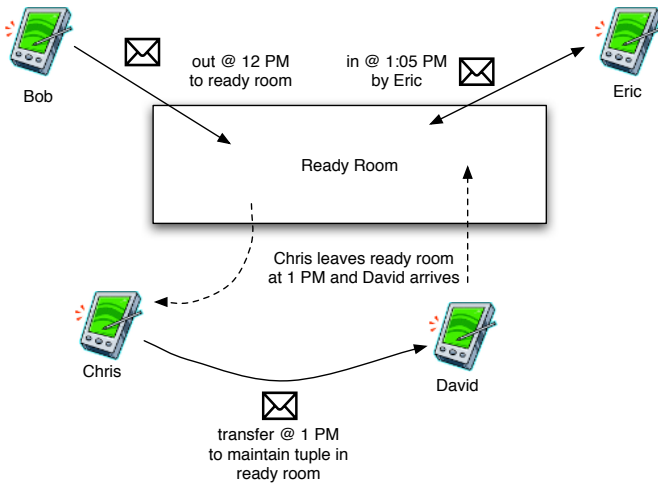 out @ 12 PM
to ready room
in @ 1:05 PM
by Eric
Bob
Eric
Ready Room
Chris leaves ready room
at 1 PM and David arrives
Chris
David
transfer @ 1 PM
to maintain tuple in
ready room